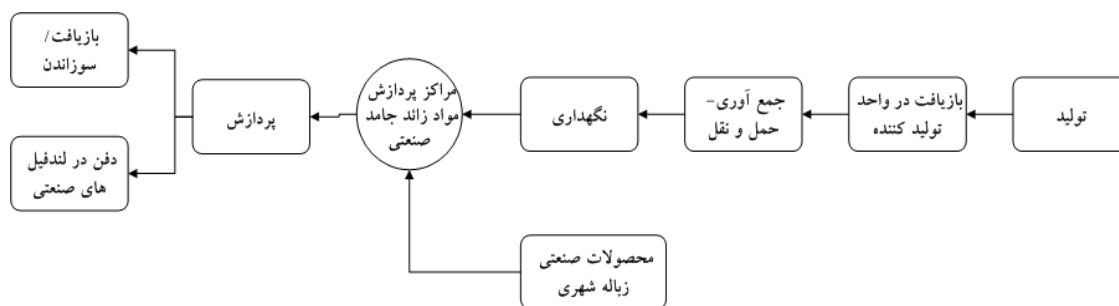 تولید
بازیافت در واحد
تولید کننده
جمع آوری-
حمل و نقل
نگهداری
مراکز پردازش
مواد زائد جامد
صنعتی
پردازش
بازیافت/
سوزاندن
دفن در لندفیل
های صنعتی
محصولات صنعتی
زباله شهری